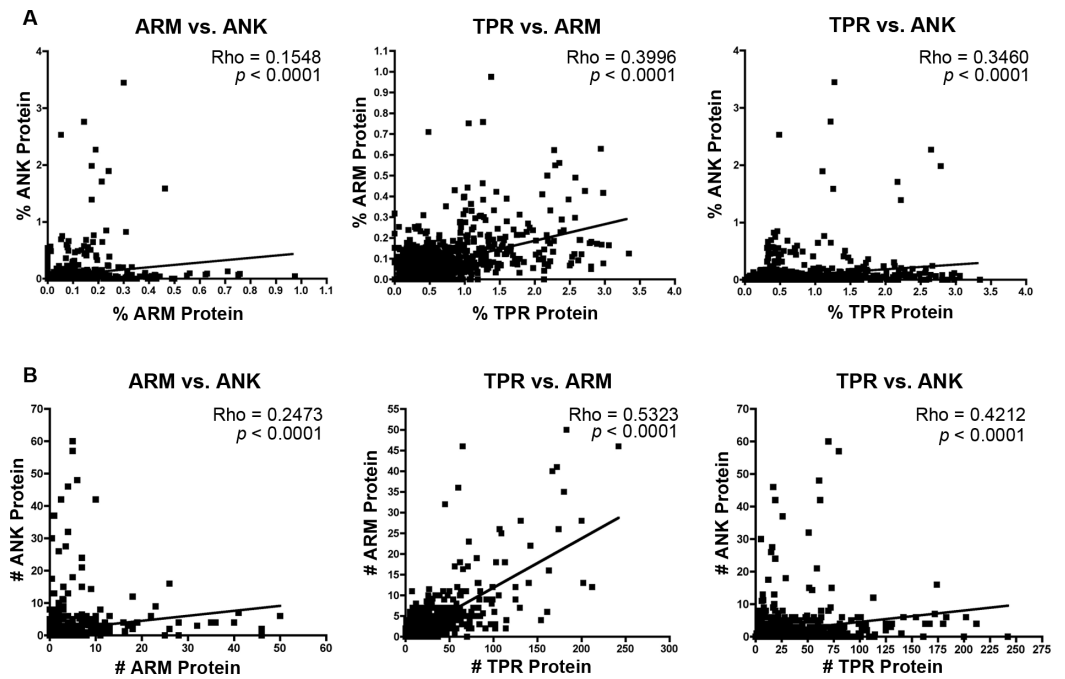 A
ARM vs. ANK
Rho = 0.1548
p < 0.0001
% ANK Protein
4
3
2
1
0
0.0 0.1 0.2 0.3 0.4 0.5 0.6 0.7 0.8 0.9 1.0 1.1
% ARM Protein
TPR vs. ARM
Rho = 0.3996
p < 0.0001
% ARM Protein
1.1
1.0
0.9
0.8
0.7
0.6
0.5
0.4
0.3
0.2
0.1
0.0
0.0 0.5 1.0 1.5 2.0 2.5 3.0 3.5 4.0
% TPR Protein
TPR vs. ANK
Rho = 0.3460
p < 0.0001
% ANK Protein
4
3
2
1
0
0.0 0.5 1.0 1.5 2.0 2.5 3.0 3.5 4.0
% TPR Protein
B
ARM vs. ANK
Rho = 0.2473
p < 0.0001
# ANK Protein
70
60
50
40
30
20
10
0
0 10 20 30 40 50 60
# ARM Protein
TPR vs. ARM
Rho = 0.5323
p < 0.0001
# ARM Protein
55
50
45
40
35
30
25
20
15
10
5
0
0 50 100 150 200 250 300
# TPR Protein
TPR vs. ANK
Rho = 0.4212
p < 0.0001
# ANK Protein
70
60
50
40
30
20
10
0
0 25 50 75 100 125 150 175 200 225 250 275
# TPR Protein